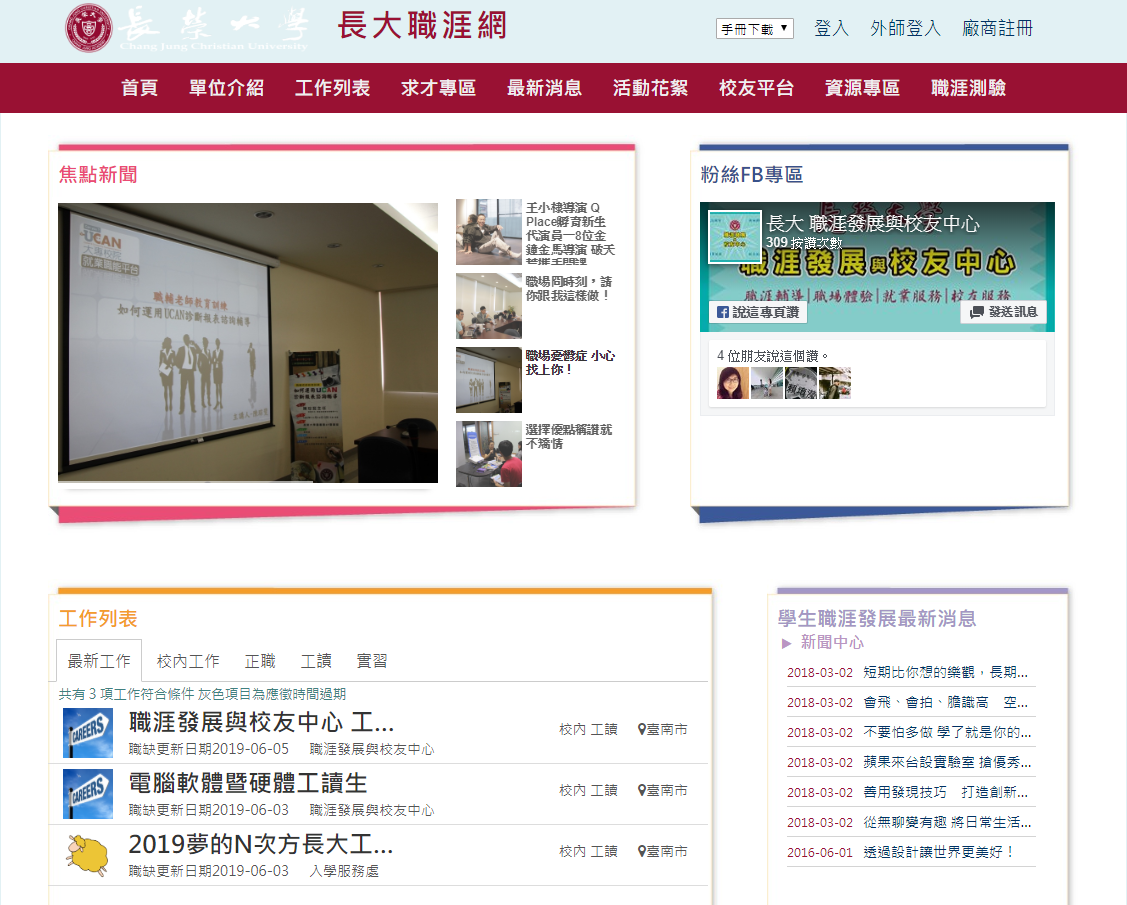 長榮大學
Chang Jung Christian University
長大職涯網
手冊下載
登入 外師登入 廠商註冊
首頁 單位介紹 工作列表 求才專區 最新消息 活動花絮 校友平台 資源專區 職涯測驗
焦點新聞
UCAN
大專校院
就業職能平台
職輔老師教育訓練
如何運用UCAN診斷報表諮詢輔導
王小棣導演 Q
Place孵育新生
代演員—8位金
鐘金馬導演 破天
職場同時刻，請
你跟我這樣做！
職場憂鬱症 小心
找上你！
選擇優點稱讚就
不矯情
粉絲FB專區
長大 職涯發展與校友中心
309 按讚次數
職涯發展與校友中心
職涯輔導|職場體驗|就業服務|校友服務
說這專頁讚
發送訊息
4 位朋友說這個讚。
工作列表
最新工作 校內工作 正職 工讀 實習
共有 3 項工作符合條件 灰色項目為應徵時間過期
CAREERS
職涯發展與校友中心 工...
職缺更新日期2019-06-05 職涯發展與校友中心
校內 工讀 臺南市
CAREERS
電腦軟體暨硬體工讀生
職缺更新日期2019-06-03 職涯發展與校友中心
校內 工讀 臺南市
2019夢的N次方長大工...
職缺更新日期2019-06-03 入學服務處
校內 工讀 臺南市
學生職涯發展最新消息
新聞中心
2018-03-02 短期比你想的樂觀，長期...
2018-03-02 會飛、會拍、膽識高 空...
2018-03-02 不要怕多做 學了就是你的...
2018-03-02 蘋果來台設實驗室 搶優秀...
2018-03-02 善用發現技巧 打造創新...
2018-03-02 從無聊變有趣 將日常生活...
2016-06-01 透過設計讓世界更美好！